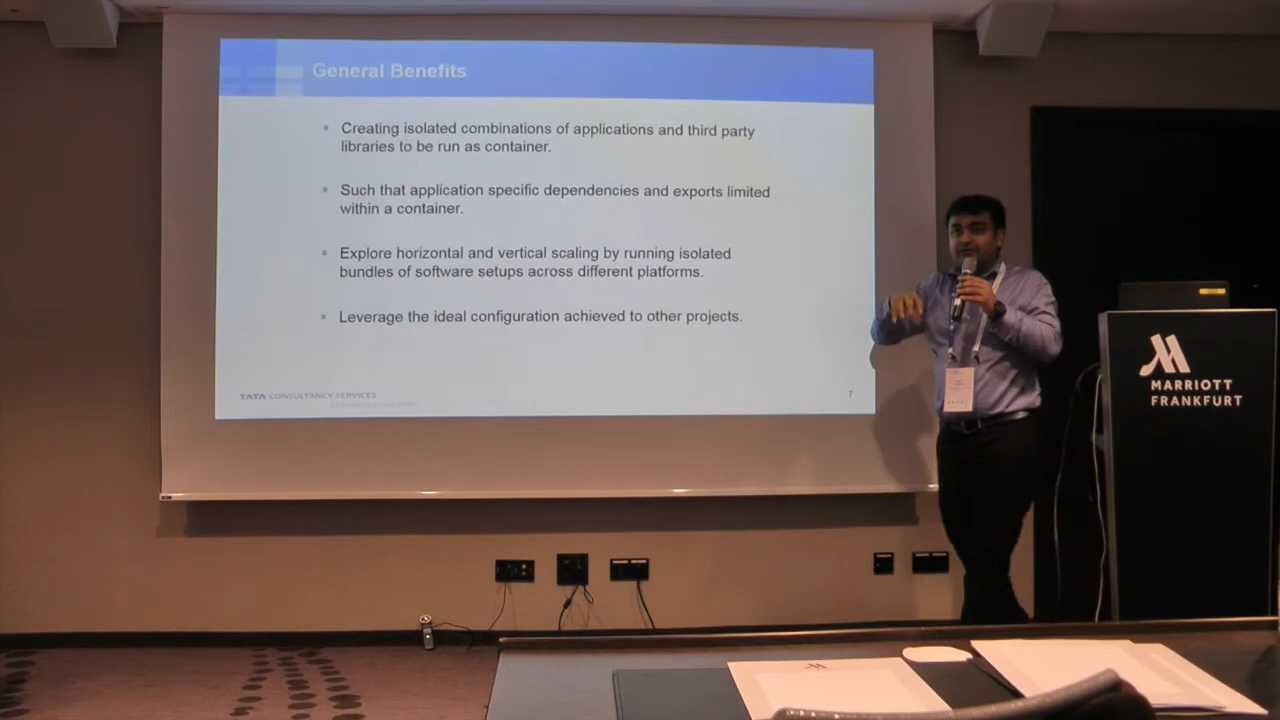 General Benefits
Creating isolated combinations of applications and third party
libraries to be run as container.
Such that application specific dependencies and exports limited
within a container.
Explore horizontal and vertical scaling by running isolated
bundles of software setups across different platforms.
Leverage the ideal configuration achieved to other projects.
TATA CONSULTANCY SERVICES
7
MARRIOTT
FRANKFURT